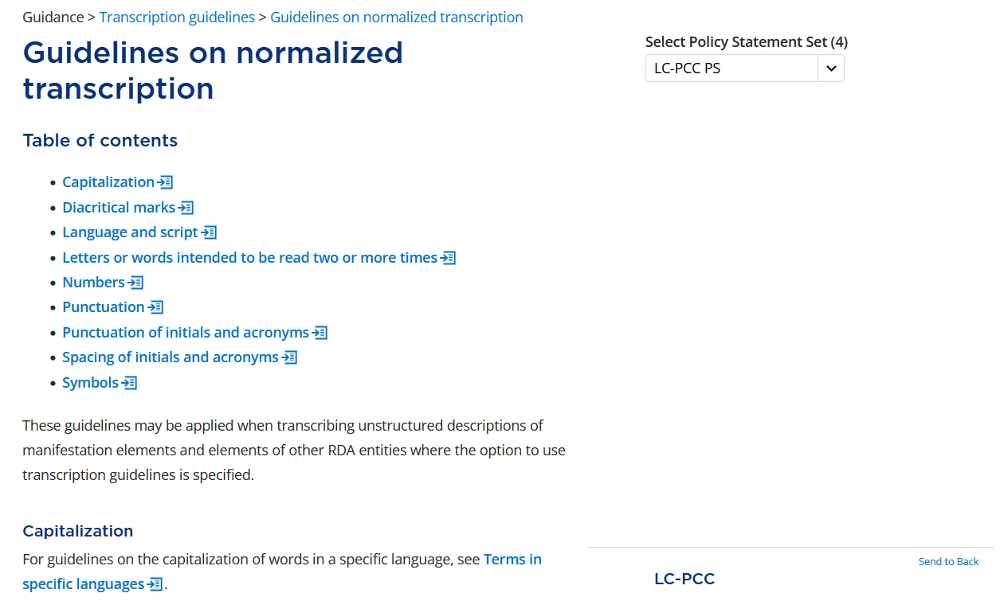 Guidance > Transcription guidelines > Guidelines on normalized transcription
Guidelines on normalized
transcription
Select Policy Statement Set (4)
LC-PCC PS
Table of contents
Capitalization
Diacritical marks
Language and script
Letters or words intended to be read two or more times
Numbers
Punctuation
Punctuation of initials and acronyms
Spacing of initials and acronyms
Symbols
These guidelines may be applied when transcribing unstructured descriptions of
manifestation elements and elements of other RDA entities where the option to use
transcription guidelines is specified.
Capitalization
For guidelines on the capitalization of words in a specific language, see Terms in
specific languages.
Send to Back
LC-PCC